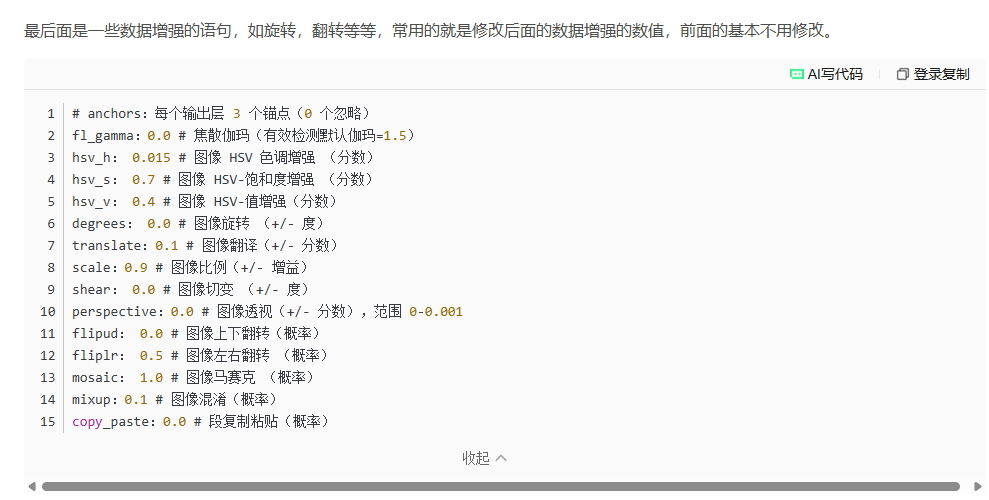 最后面是一些数据增强的语句，如旋转，翻转等等，常用的就是修改后面的数据增强的数值，前面的基本不用修改。
AI写代码 登录复制
1 # anchors：每个输出层 3 个锚点（0 个忽略）
2 fl_gamma：0.0 # 焦散伽玛（有效检测默认伽玛=1.5）
3 hsv_h： 0.015 # 图像 HSV 色调增强 （分数）
4 hsv_s： 0.7 # 图像 HSV-饱和度增强 （分数）
5 hsv_v： 0.4 # 图像 HSV-值增强（分数）
6 degrees： 0.0 # 图像旋转 （+/- 度）
7 translate：0.1 # 图像翻译（+/- 分数）
8 scale：0.9 # 图像比例（+/- 增益）
9 shear： 0.0 # 图像切变 （+/- 度）
10 perspective：0.0 # 图像透视（+/- 分数），范围 0-0.001
11 flipud： 0.0 # 图像上下翻转（概率）
12 fliplr： 0.5 # 图像左右翻转 （概率）
13 mosaic： 1.0 # 图像马赛克 （概率）
14 mixup：0.1 # 图像混淆（概率）
15 copy_paste：0.0 # 段复制粘贴（概率）
收起